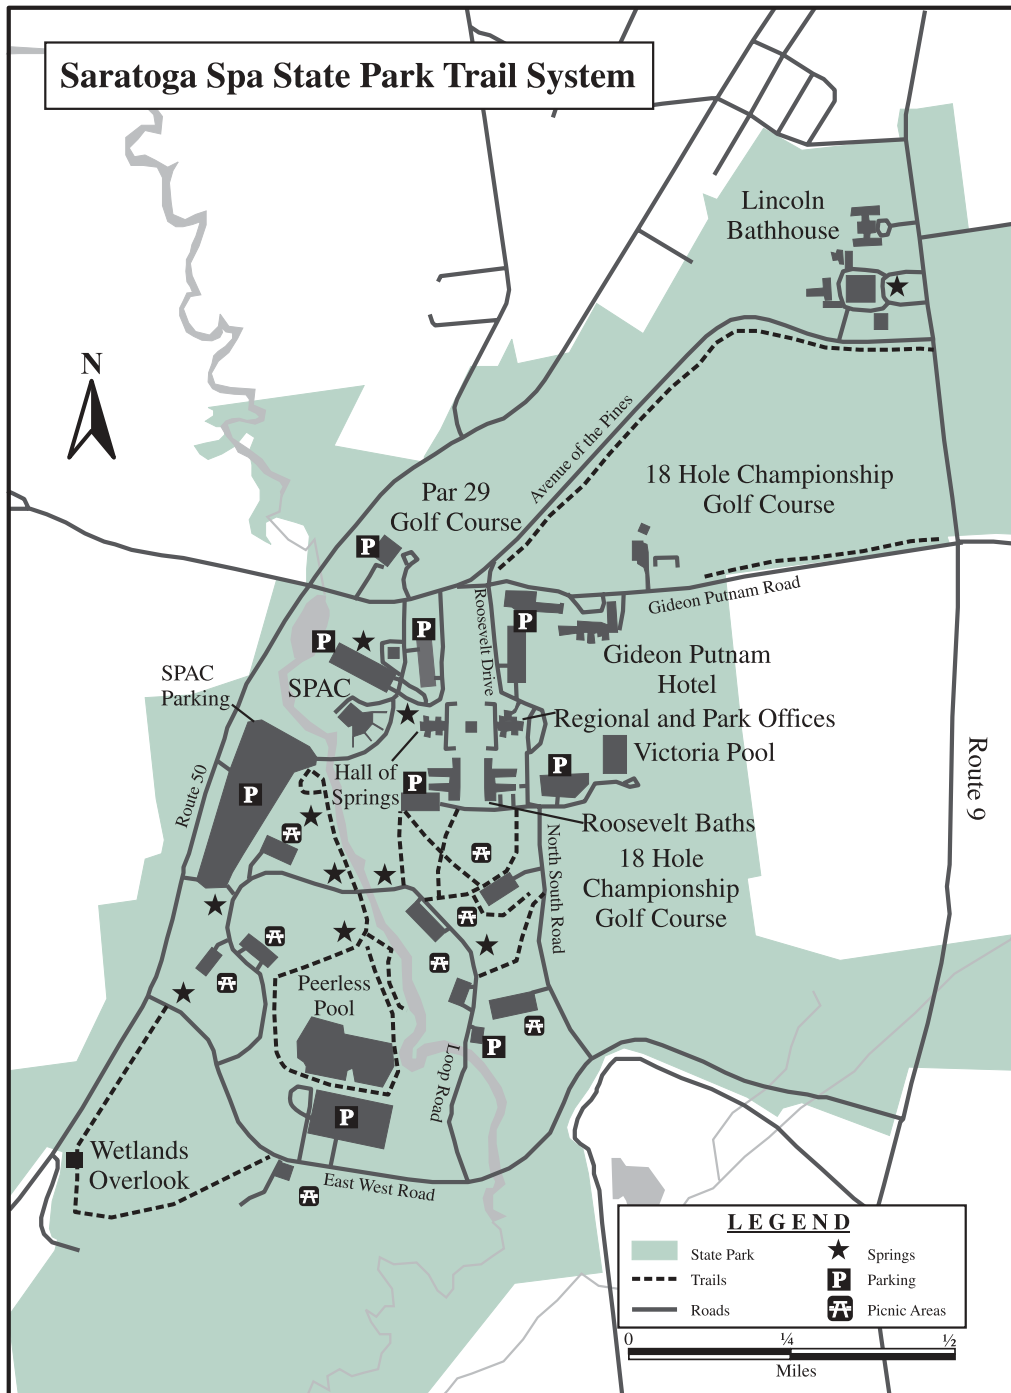 Saratoga Spa State Park Trail System
Lincoln
Bathhouse
N
Avenue of the Pines
18 Hole Championship
Golf Course
Par 29
Golf Course
P
Gideon Putnam Road
Roosevelt Drive
P
P
P
Gideon Putnam
Hotel
SPAC
Parking
SPAC
Regional and Park Offices
Victoria Pool
Hall of
Springs
P
P
P
Route 50
Route 9
Roosevelt Baths
18 Hole
Championship
Golf Course
North South Road
Peerless
Pool
Loop Road
P
P
Wetlands
Overlook
East West Road
LEGEND
State Park
Springs
Trails
P
Parking
Roads
Picnic Areas
0
¼
½
Miles